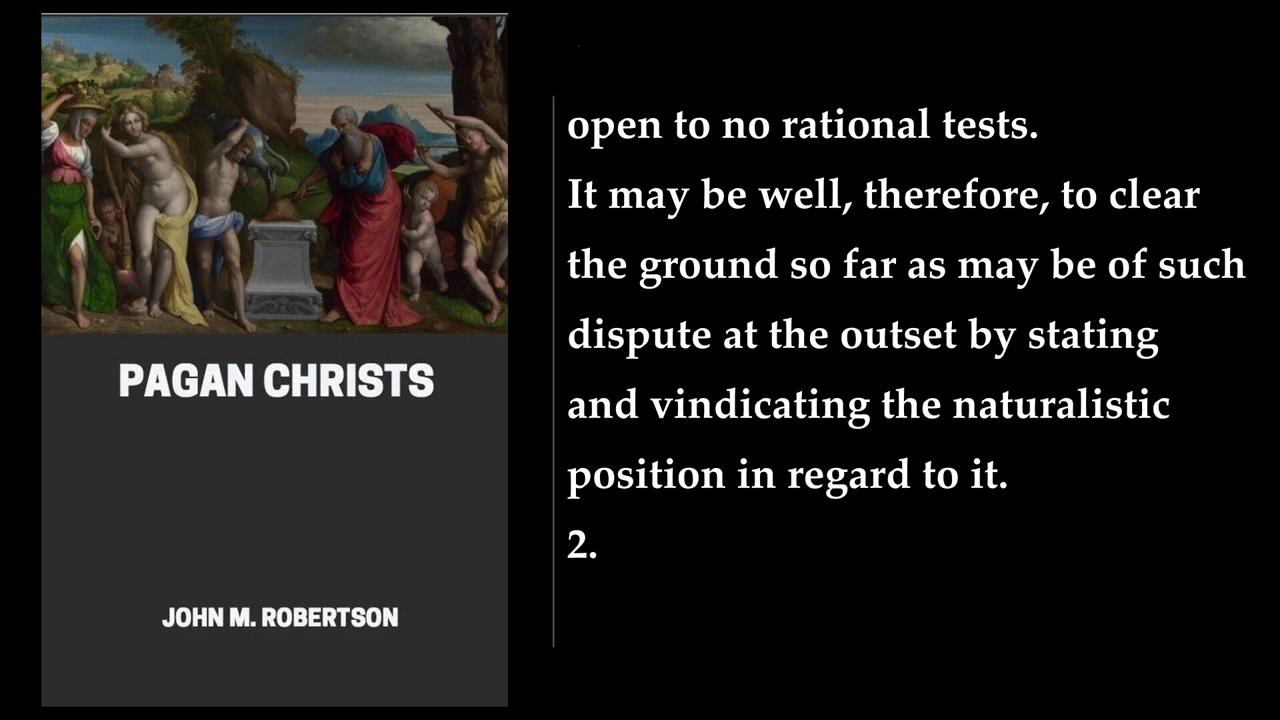 PAGAN CHRISTS
JOHN M. ROBERTSON
open to no rational tests.
It may be well, therefore, to clear
the ground so far as may be of such
dispute at the outset by stating
and vindicating the naturalistic
position in regard to it.
2.